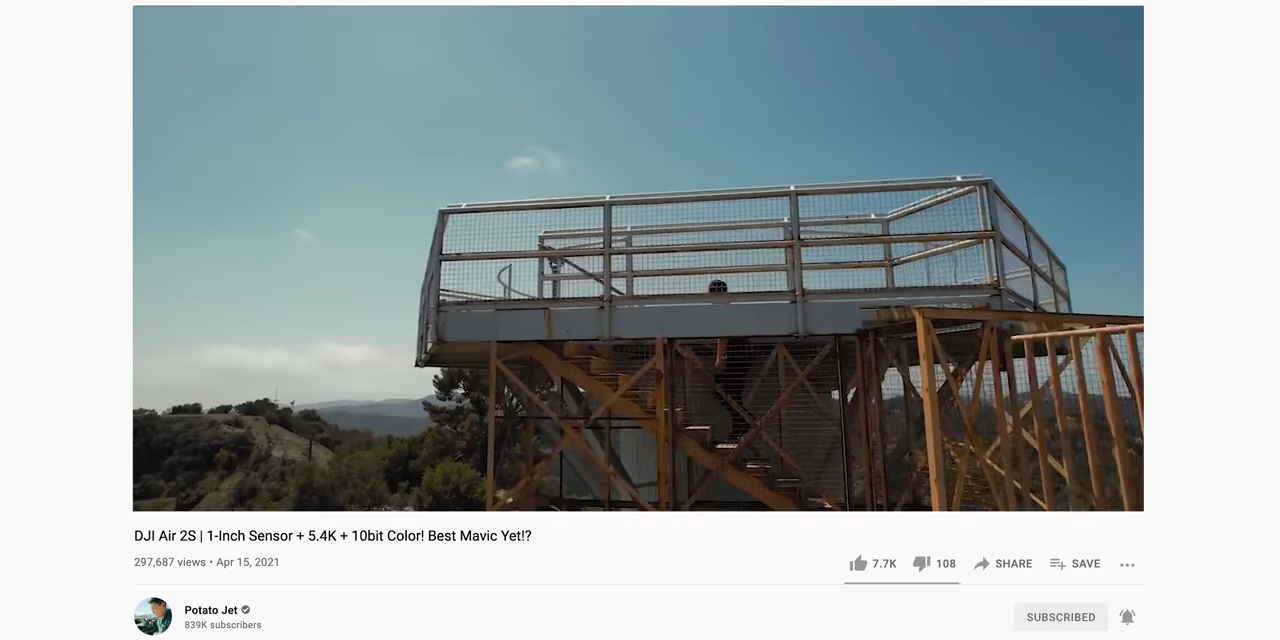 DJI Air 2S | 1-Inch Sensor + 5.4K + 10bit Color! Best Mavic Yet!?
297,687 views • Apr 15, 2021
7.7K 108 SHARE SAVE
Potato Jet
839K subscribers
SUBSCRIBED